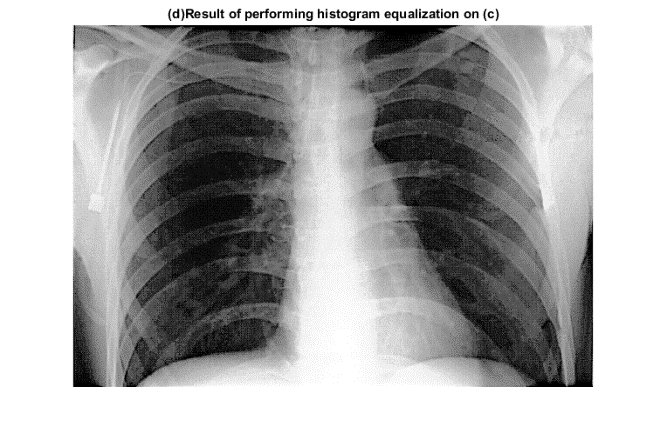 (d)Result of performing histogram equalization on (c)